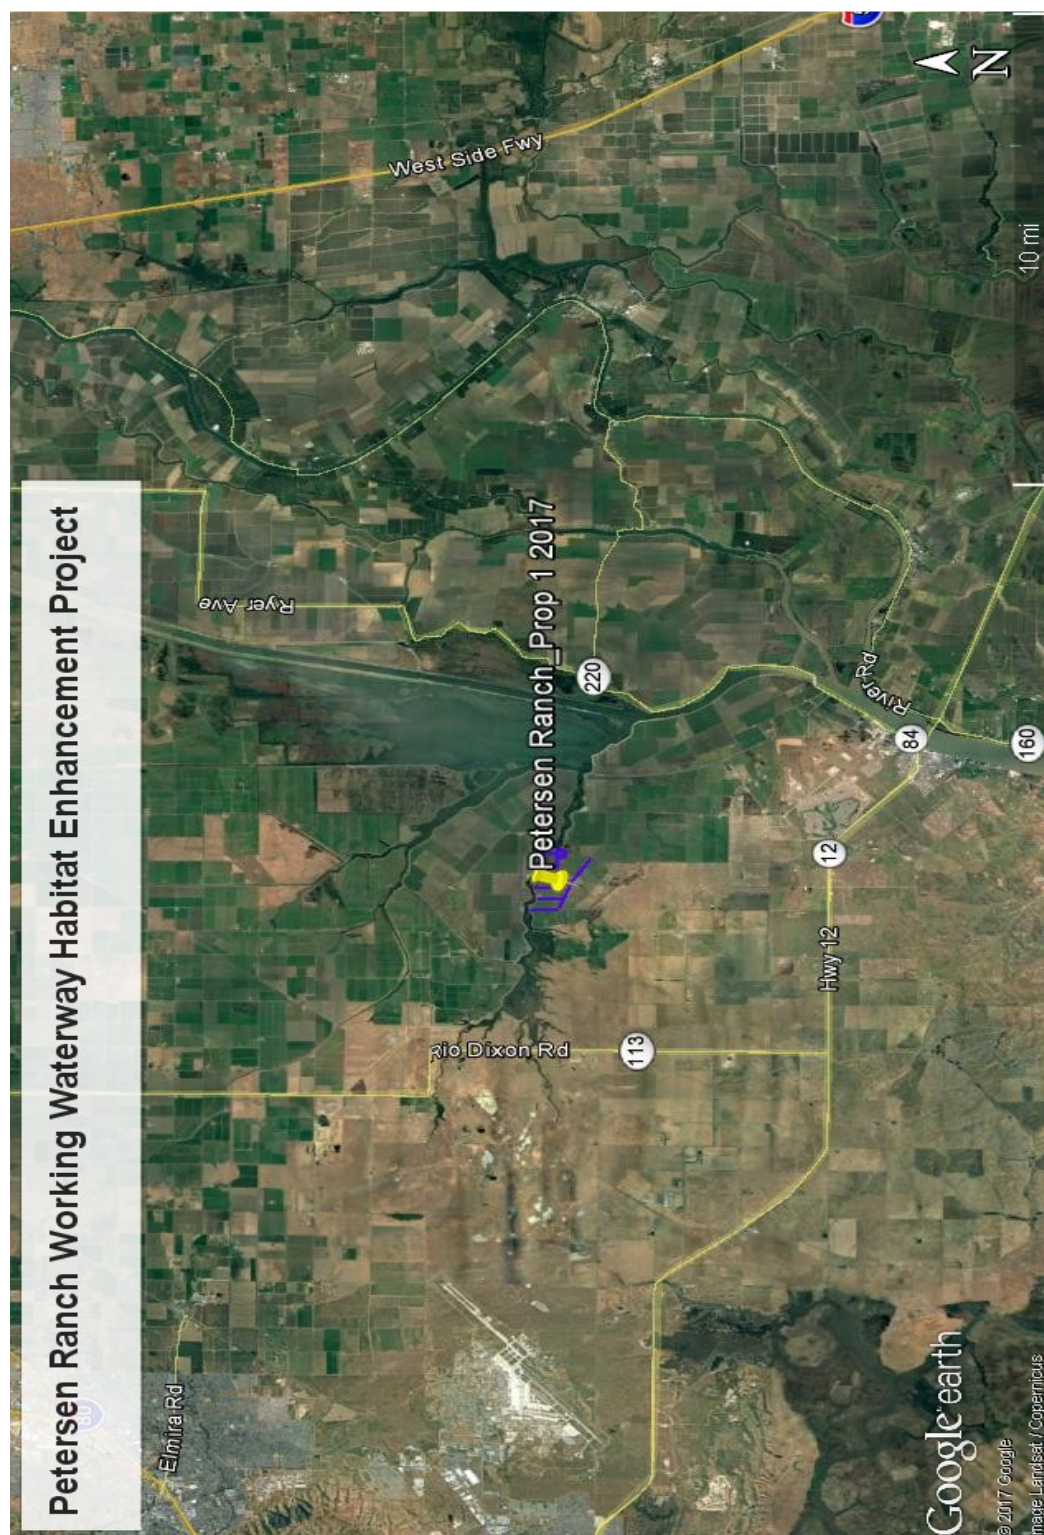 Petersen Ranch Working Waterway Habitat Enhancement Project
Elmira Rd
80
Ryer Ave
West Side Fwy
Rio Dixon Rd
Petersen Ranch_Prop 1 2017
113
220
Hwy 12
12
River Rd
84
160
N
10 mi
Google earth
© 2017 Google
Image Landsat / Copernicus